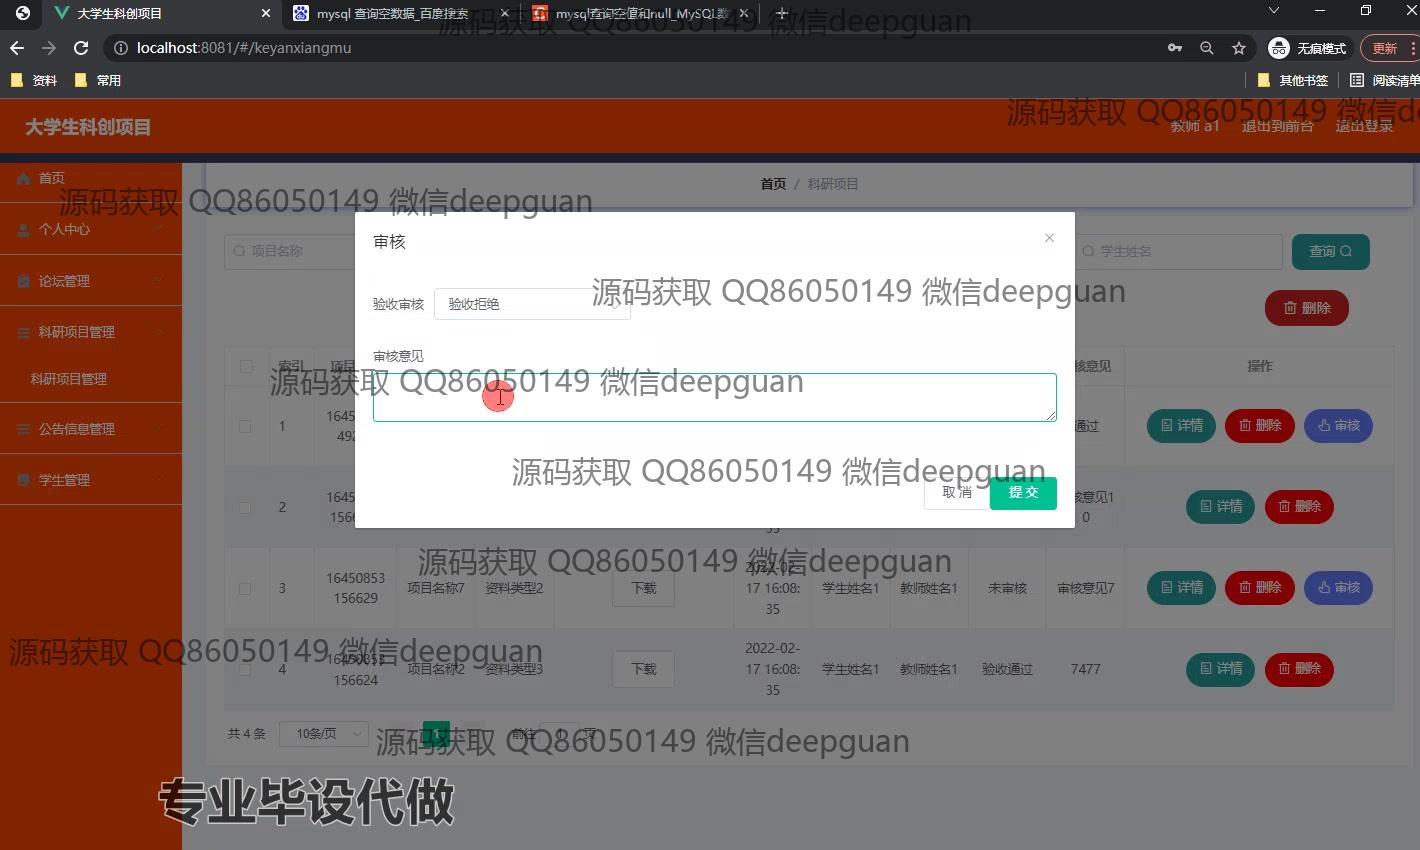 大学生科创项目
mysql 查询空数据_百度搜索
mysql查询空值和null_MySQL数
localhost:8081/#/keyanxiangmu
无痕模式
更新
资料
常用
其他书签
阅读清单
源码获取 QQ86050149 微信deepguan
大学生科创项目
源码获取 QQ86050149 微信de
教师 a1
退出到前台
退出登录
首页
首页 / 科研项目
源码获取 QQ86050149 微信deepguan
个人中心
审核
项目名称
学生姓名
查询
论坛管理
源码获取 QQ86050149 微信deepguan
验收审核
验收拒绝
删除
科研项目管理
审核意见
索引
项目
核意见
操作
科研项目管理
源码获取 QQ86050149 微信deepguan
1
1645
492
通过
详情
删除
审核
公告信息管理
源码获取 QQ86050149 微信deepguan
学生管理
取消
提交
2
1645
156
35
核意见1
0
详情
删除
源码获取 QQ86050149 微信deepguan
3
16450853
156629
项目名称7
资料类型2
下载
2022-02-
17 16:08:
35
学生姓名1
教师姓名1
未审核
审核意见7
详情
删除
审核
源码获取 QQ86050149 微信deepguan
4
16450853
156624
项目名称2
资料类型3
下载
2022-02-
17 16:08:
35
学生姓名1
教师姓名1
验收通过
7477
详情
删除
共 4 条
10条/页
1
前往
1
页
源码获取 QQ86050149 微信deepguan
专业毕设代做